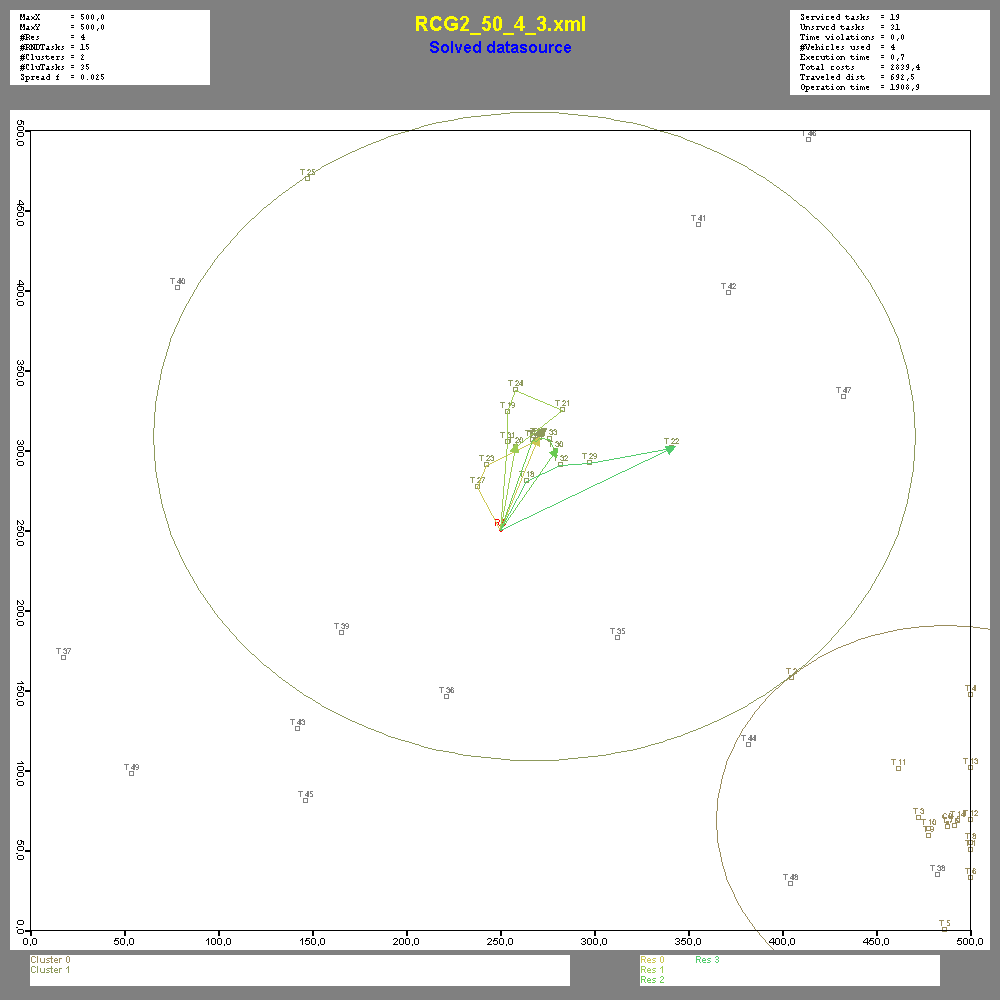 RCG2_50_4_3.xml
Solved datasource
MaxX = 500,0
MaxY = 500,0
#Res = 4
#RNDTasks = 15
#Clusters = 2
#CluTasks = 35
Spread f = 0.025
Serviced tasks = 19
Unsrvcd tasks = 31
Time violations = 0,0
#Vehicles used = 4
Execution time = 0,7
Total costs = 2839,4
Traveled dist = 692,5
Operation time = 1908,9
500,0
450,0
400,0
350,0
300,0
250,0
200,0
150,0
100,0
50,0
0,0
T 46
T 25
T 41
T 40
T 42
T 47
T 24
T 19
T 21
T 31
T 20
T 33
T 30
T 22
T 23
T 32
T 29
T 27
T 18
T 39
T 35
T 37
T 2
T 36
T 4
T 43
T 44
T 49
T 11
T 13
T 45
T 3
T 12
T 10
T 38
T 48
T 6
T 5
0,0 50,0 100,0 150,0 200,0 250,0 300,0 350,0 400,0 450,0 500,0
Cluster 0
Cluster 1
Res 0 Res 3
Res 1
Res 2